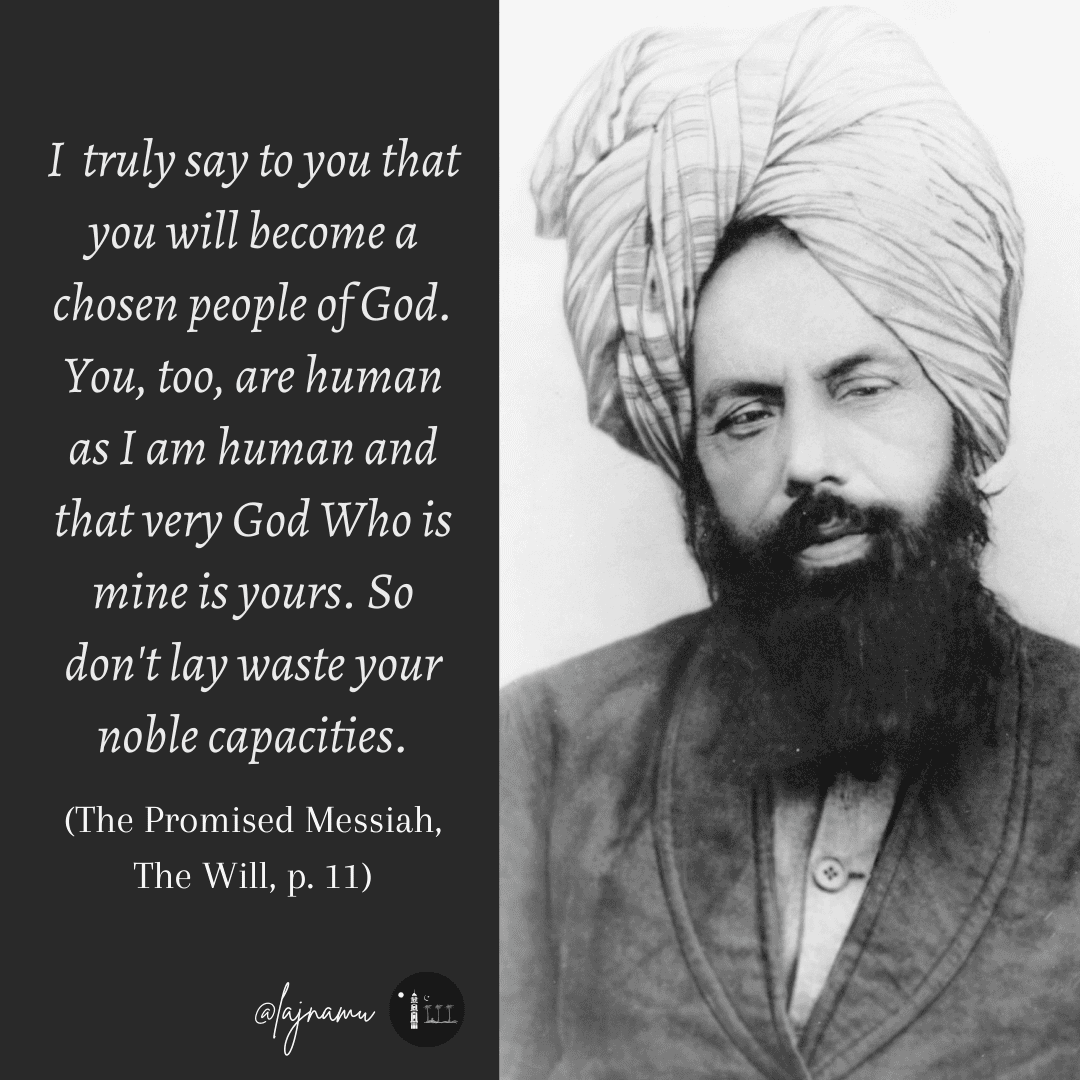 I truly say to you that
you will become a
chosen people of God.
You, too, are human
as I am human and
that very God Who is
mine is yours. So
don't lay waste your
noble capacities.
(The Promised Messiah,
The Will, p. 11)
@lajnamu